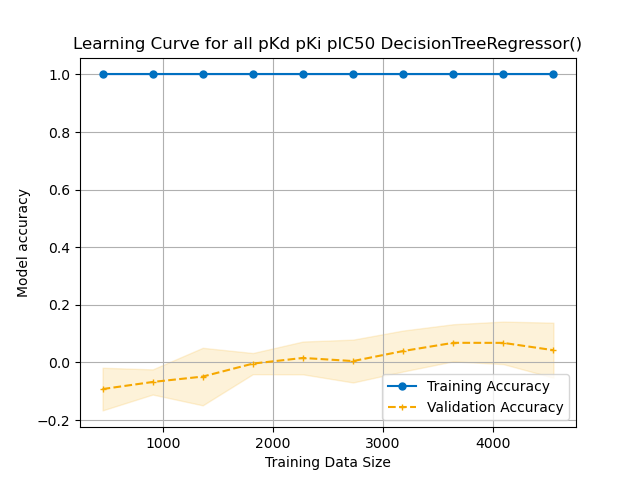 Learning Curve for all pKd pKi pIC50 DecisionTreeRegressor()
Model accuracy
1.0
0.8
0.6
0.4
0.2
0.0
−0.2
Training Accuracy
Validation Accuracy
1000 2000 3000 4000
Training Data Size